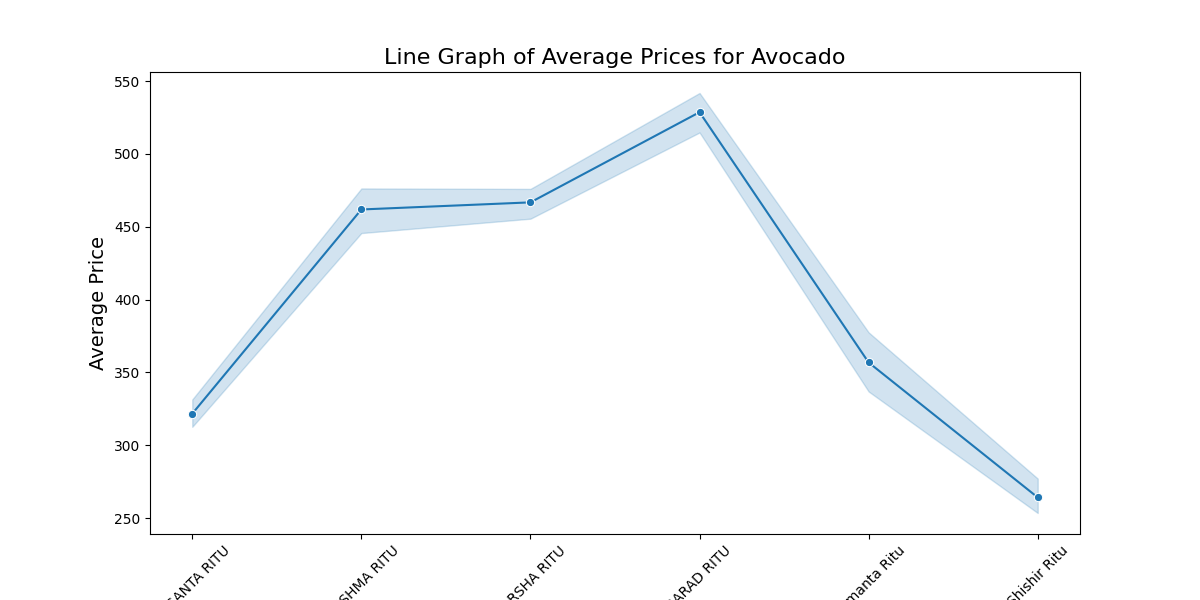 Line Graph of Average Prices for Avocado
550
500
450
400
350
300
250
Average Price
ANTA RITU
SHMA RITU
RSHA RITU
ARAD RITU
manta Ritu
Shishir Ritu